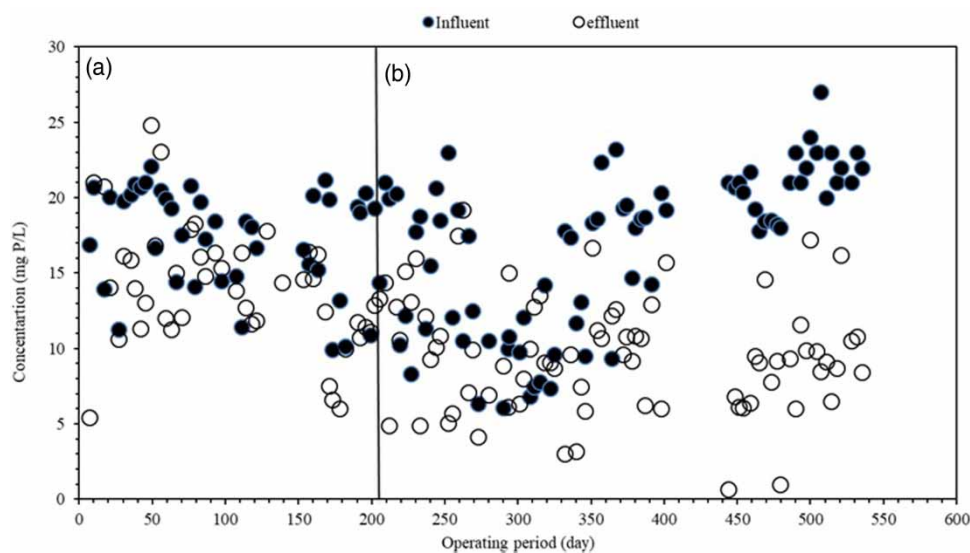 Influent effluent
30
(a) (b)
25
20
15
10
5
0
Concentartion (mg P/L)
0 50 100 150 200 250 300 350 400 450 500 550 600
Operating period (day)